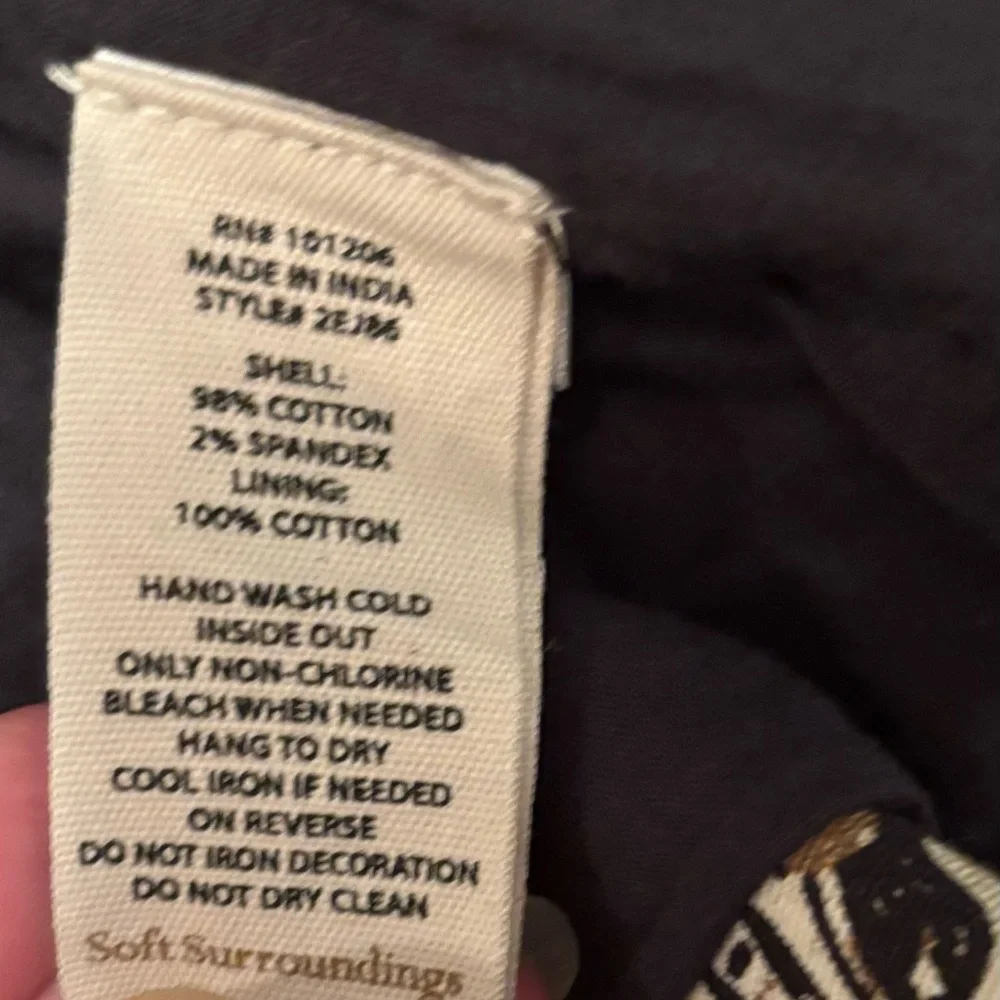 RN# 101206
MADE IN INDIA
STYLE# 2EJ86
SHELL:
98% COTTON
2% SPANDEX
LINING:
100% COTTON
HAND WASH COLD
INSIDE OUT
ONLY NON-CHLORINE
BLEACH WHEN NEEDED
HANG TO DRY
COOL IRON IF NEEDED
ON REVERSE
DO NOT IRON DECORATION
DO NOT DRY CLEAN
Soft Surroundings